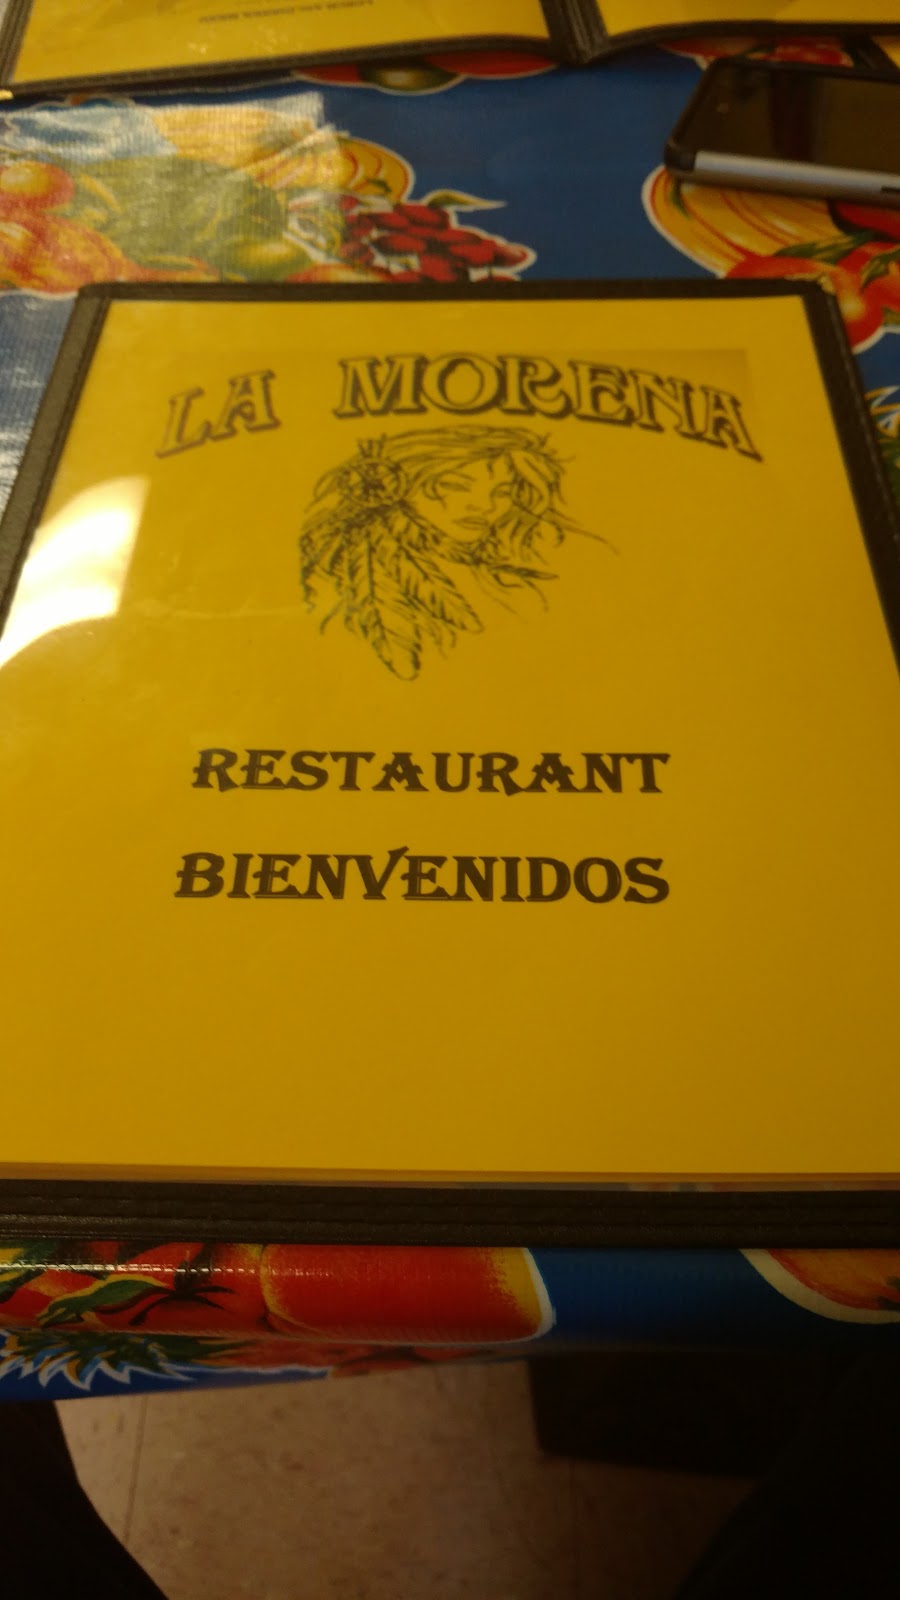 LA MORENA
RESTAURANT
BIENVENIDOS